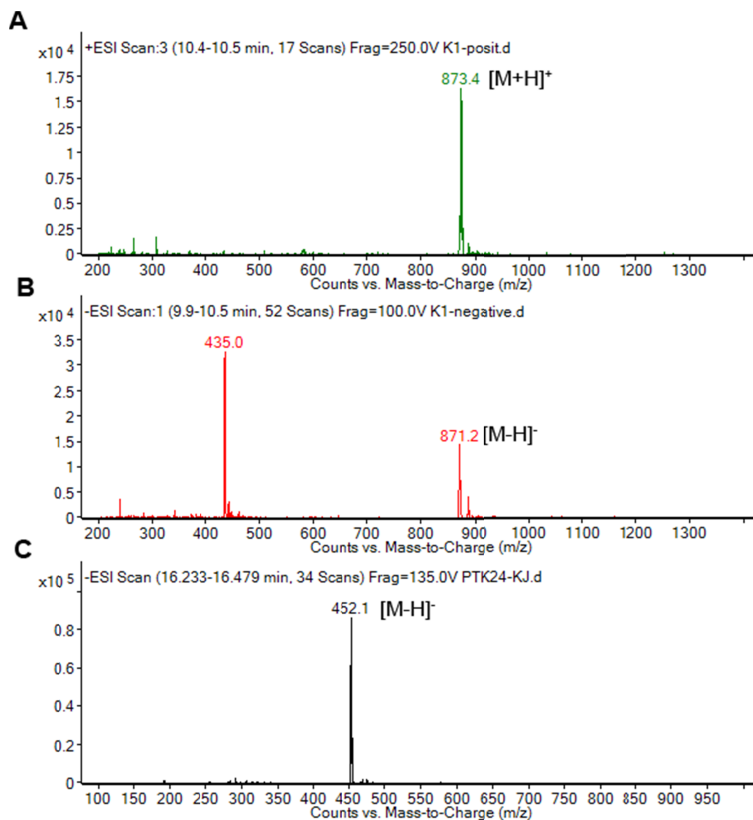 A
+ESI Scan:3 (10.4-10.5 min, 17 Scans) Frag=250.0V K1-posit.d
x10 4
873.4 [M+H]+
1.75
1.5
1.25
1
0.75
0.5
0.25
0
200 300 400 500 600 700 800 900 1000 1100 1200 1300
Counts vs. Mass-to-Charge (m/z)
B
-ESI Scan:1 (9.9-10.5 min, 52 Scans) Frag=100.0V K1-negative.d
x10 4
435.0
3.5
3
2.5
2
1.5
871.2 [M-H]-
1
0.5
0
200 300 400 500 600 700 800 900 1000 1100 1200 1300
Counts vs. Mass-to-Charge (m/z)
C
-ESI Scan (16.233-16.479 min, 34 Scans) Frag=135.0V PTK24-KJ.d
x10 5
452.1 [M-H]-
0.8
0.6
0.4
0.2
0
100 150 200 250 300 350 400 450 500 550 600 650 700 750 800 850 900 950
Counts vs. Mass-to-Charge (m/z)